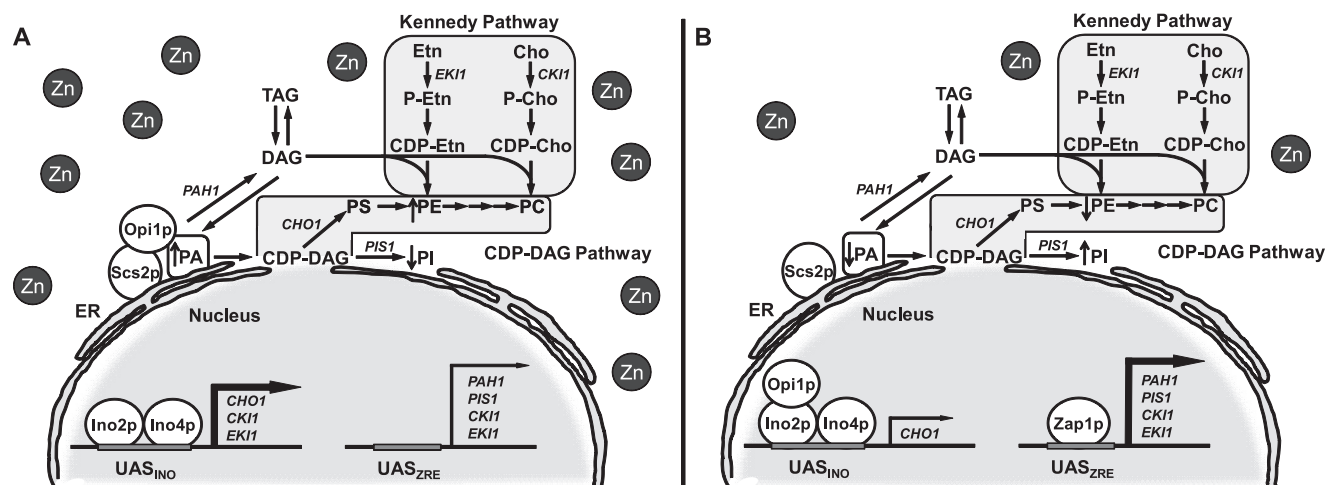 A
Kennedy Pathway
Zn
Zn
Zn
Zn
Zn
Zn
Zn
Zn
Zn
Zn
Etn
Cho
EKI1
CKI1
P-Etn
P-Cho
CDP-Etn
CDP-Cho
TAG
DAG
PAH1
PS
PE
PC
CHO1
Opi1p
Scs2p
PA
CDP-DAG
PIS1
PI
CDP-DAG Pathway
ER
Nucleus
Ino2p
Ino4p
CHO1
CKI1
EKI1
UASINO
PAH1
PIS1
CKI1
EKI1
UASZRE
B
Kennedy Pathway
Zn
Zn
Etn
Cho
EKI1
CKI1
P-Etn
P-Cho
CDP-Etn
CDP-Cho
TAG
DAG
PAH1
PS
PE
PC
CHO1
Scs2p
PA
CDP-DAG
PIS1
PI
CDP-DAG Pathway
ER
Nucleus
Opi1p
Ino2p
Ino4p
CHO1
UASINO
Zap1p
PAH1
PIS1
CKI1
EKI1
UASZRE